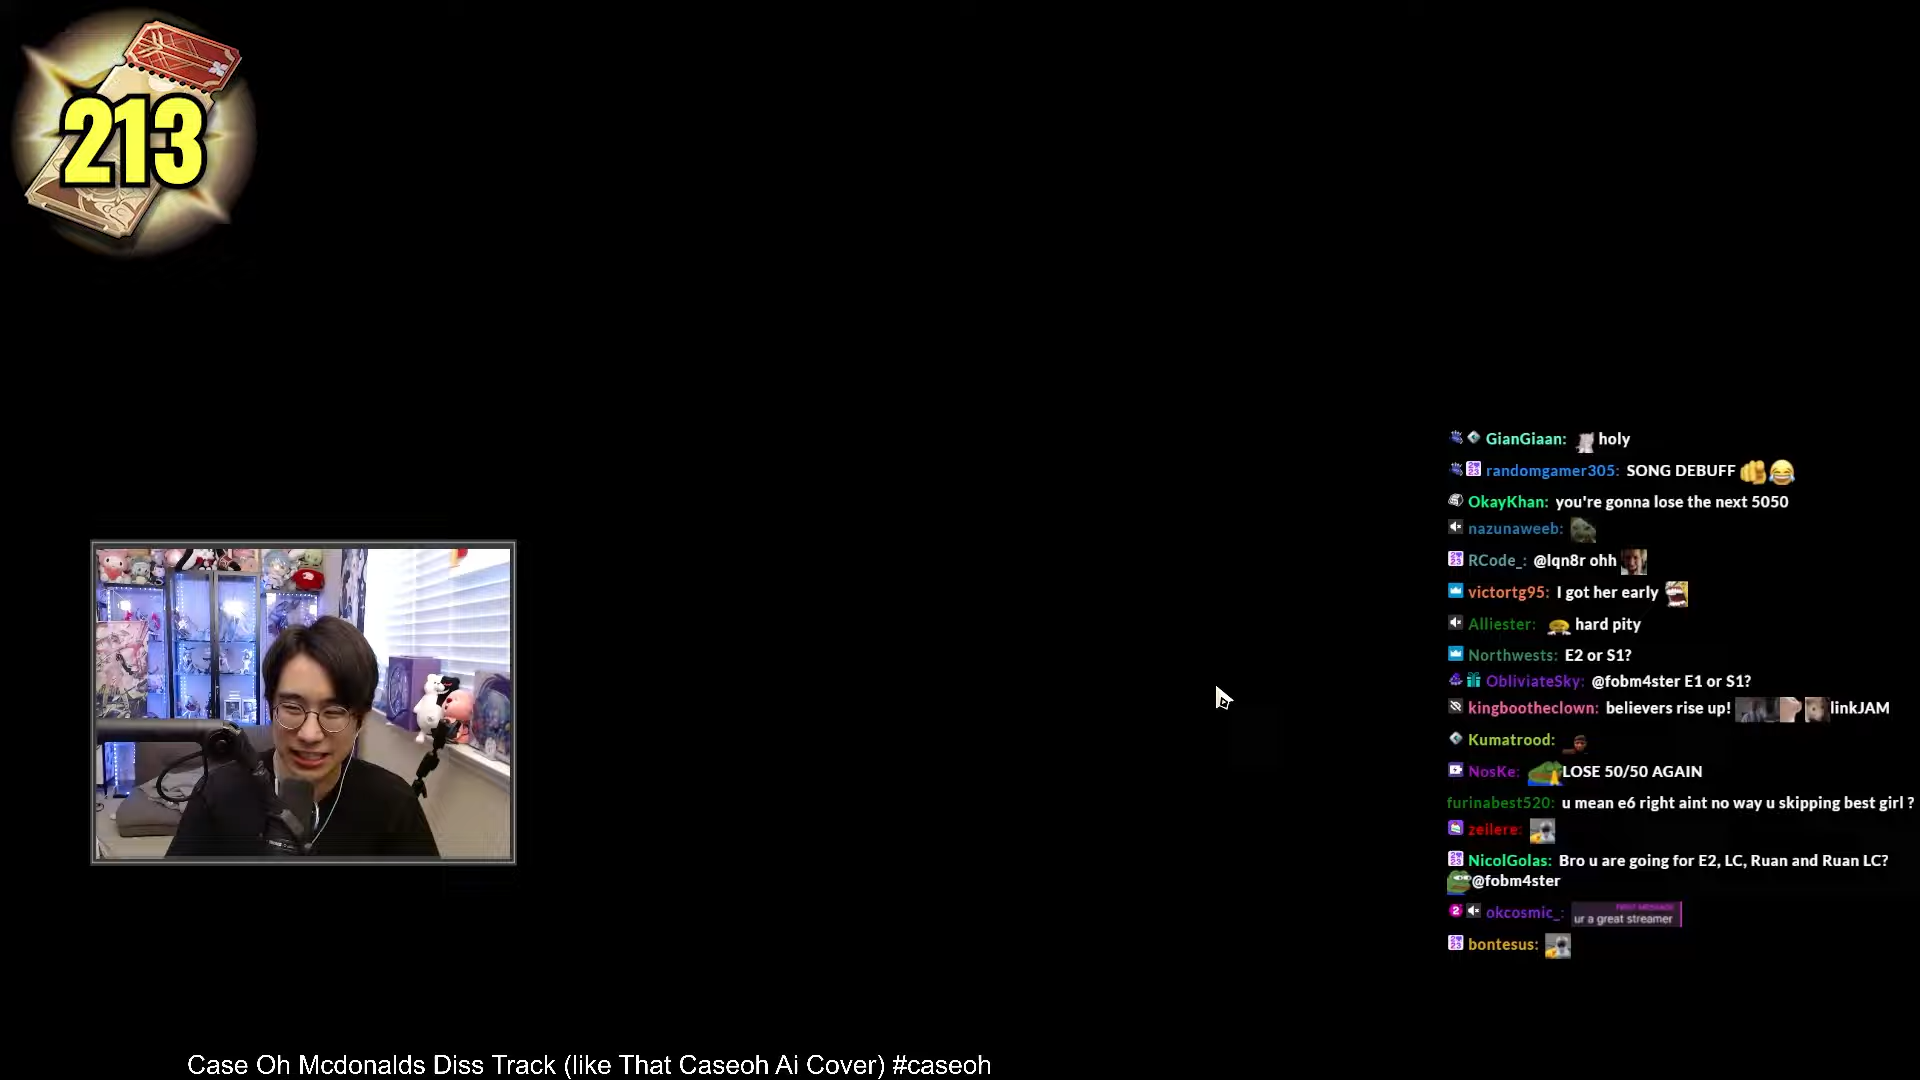 213
GianGiaan: holy
randomgamer305: SONG DEBUFF
OkayKhan: you're gonna lose the next 5050
nazunaweeb:
RCode_: @lqn8r ohh
victortg95: I got her early
Alliester: hard pity
Northwests: E2 or S1?
ObliviateSky: @fobm4ster E1 or S1?
kingbootheclown: believers rise up! linkJAM
Kumatrood:
NosKe: LOSE 50/50 AGAIN
furinabest520: u mean e6 right aint no way u skipping best girl ?
zeilere:
NicolGolas: Bro u are going for E2, LC, Ruan and Ruan LC?
@fobm4ster
okcosmic_: ur a great streamer
bontesus:
Case Oh Mcdonalds Diss Track (like That Caseoh Ai Cover) #caseoh